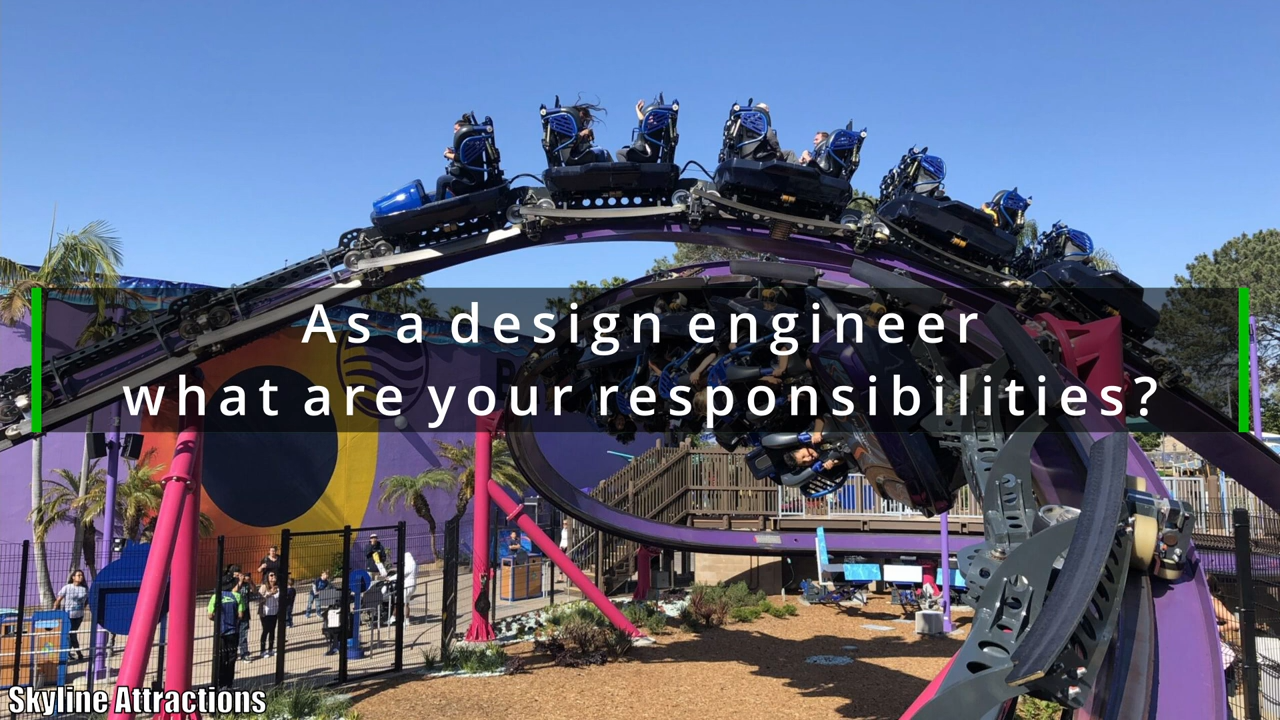 As a design engineer
what are your responsibilities?
Skyline Attractions